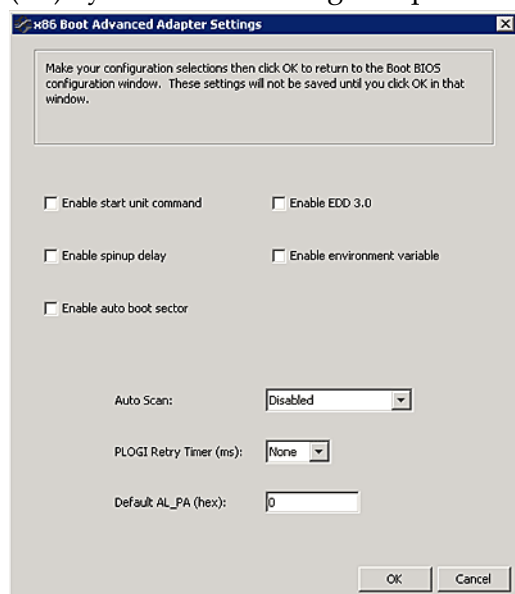 x86 Boot Advanced Adapter Settings
Make your configuration selections then click OK to return to the Boot BIOS
configuration window. These settings will not be saved until you click OK in that
window.
Enable start unit command
Enable EDD 3.0
Enable spinup delay
Enable environment variable
Enable auto boot sector
Auto Scan: Disabled
PLOGI Retry Timer (ms): None
Default AL_PA (hex): 0
OK Cancel